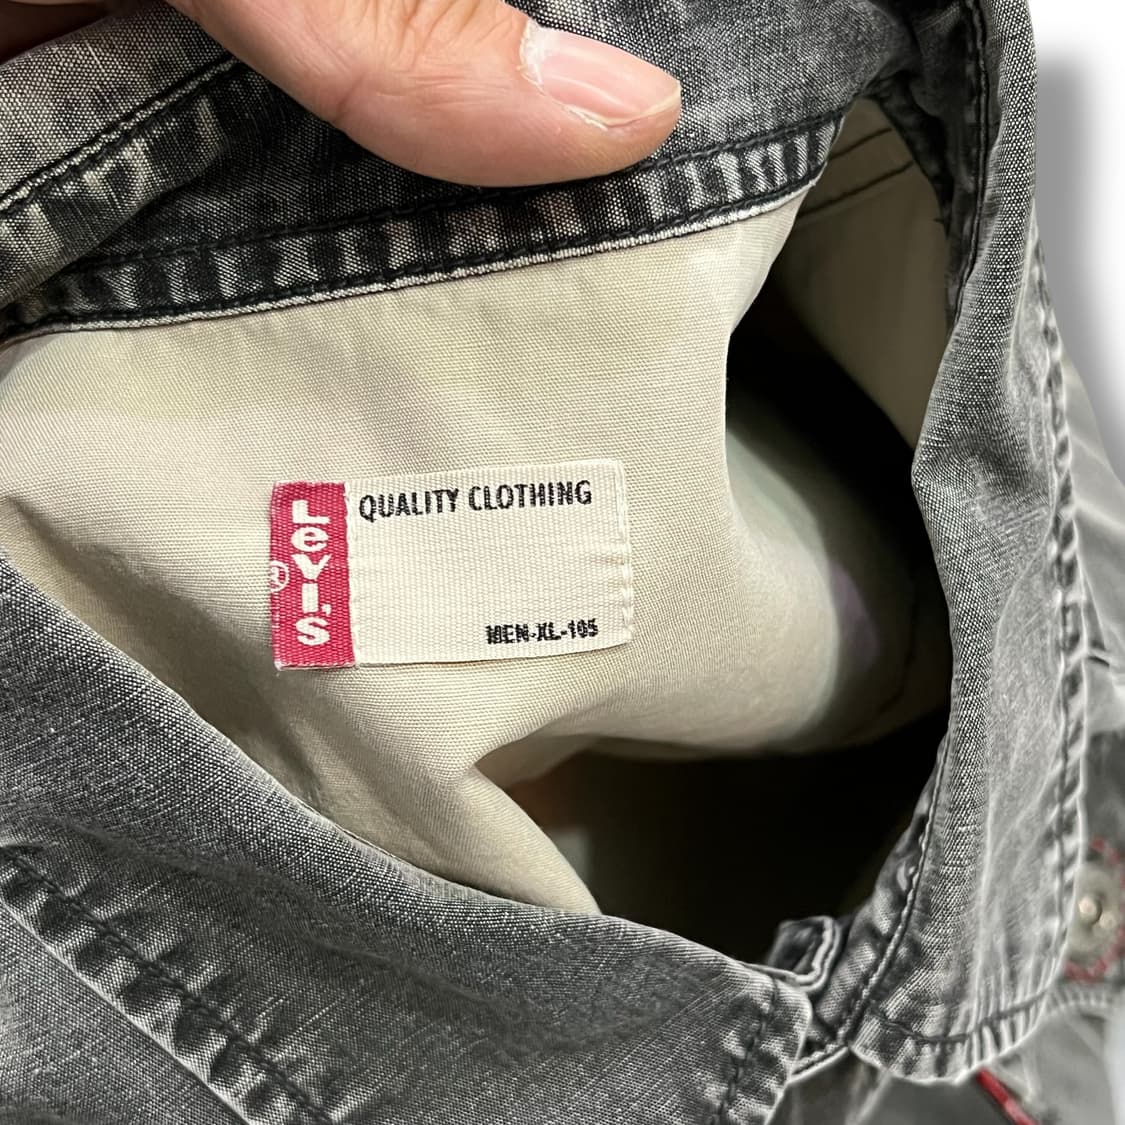 Levi's
®
QUALITY CLOTHING
MEN-XL-105